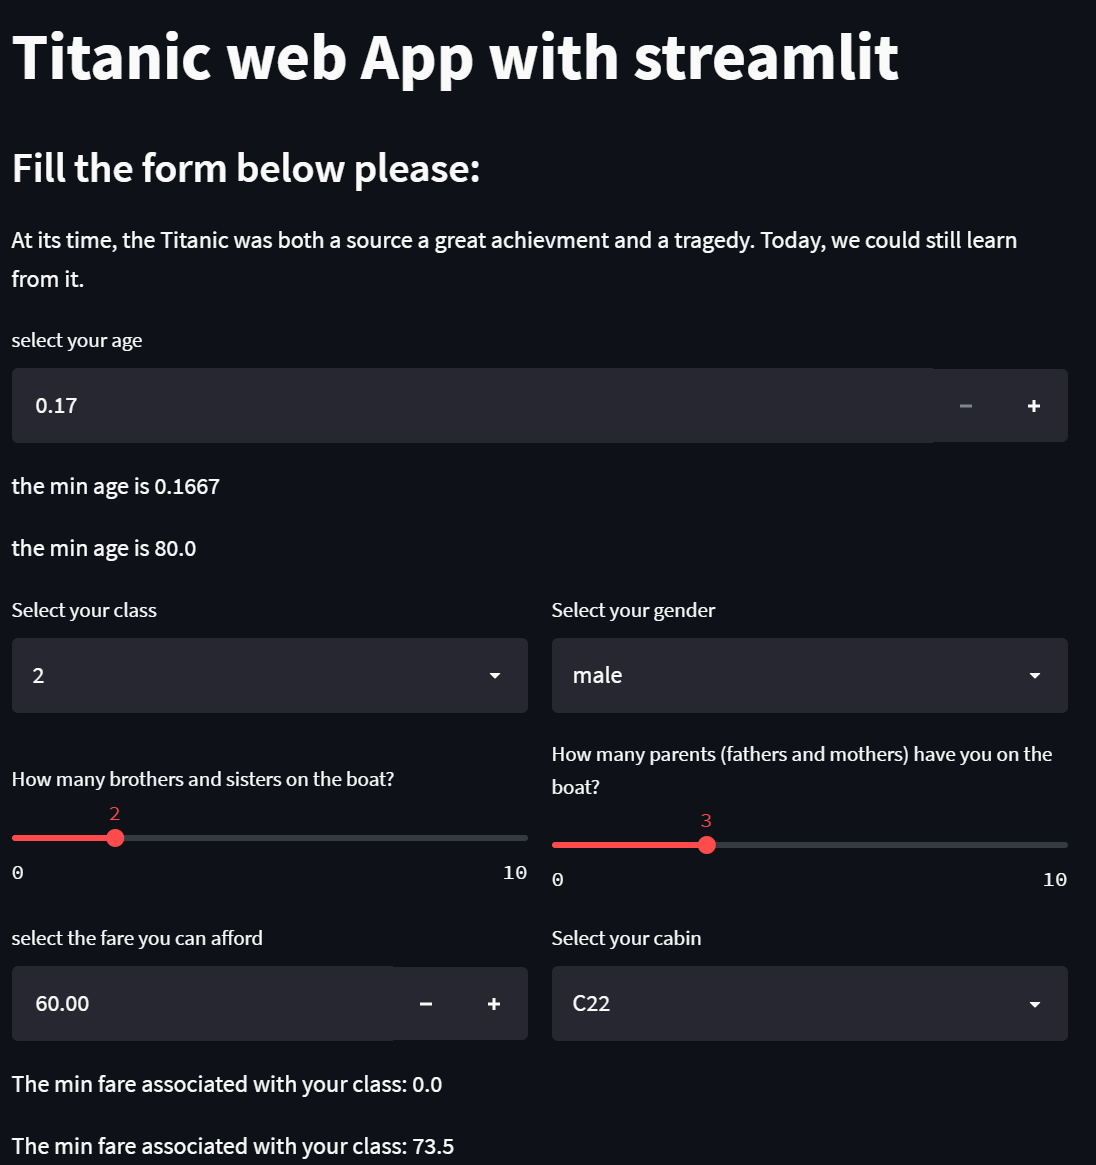 Titanic web App with streamlit
Fill the form below please:
At its time, the Titanic was both a source a great achievment and a tragedy. Today, we could still learn
from it.
select your age
0.17
the min age is 0.1667
the min age is 80.0
Select your class
Select your gender
2
male
How many brothers and sisters on the boat?
How many parents (fathers and mothers) have you on the
boat?
2
3
0 10
0 10
select the fare you can afford
Select your cabin
60.00
C22
The min fare associated with your class: 0.0
The min fare associated with your class: 73.5